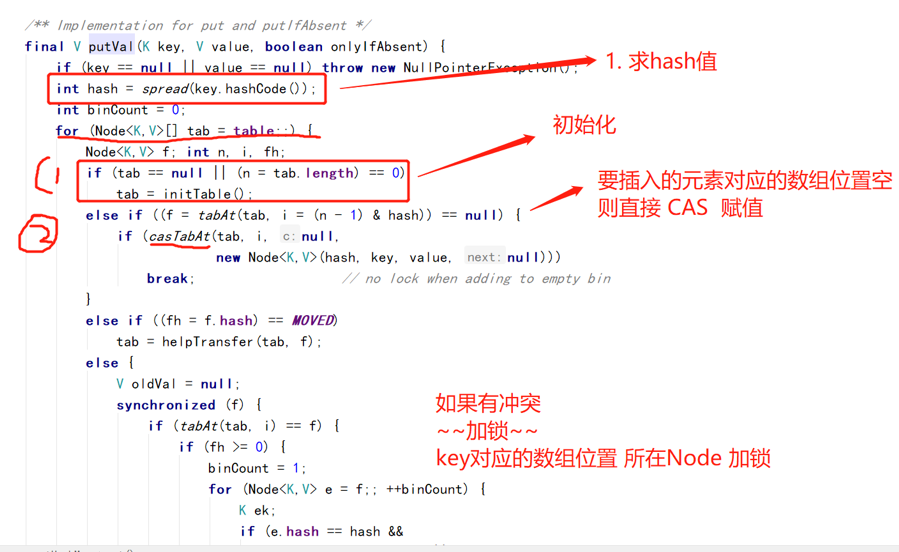 /** Implementation for put and putIfAbsent */
final V putVal(K key, V value, boolean onlyIfAbsent) {
if (key == null || value == null) throw new NullPointerException();
1. 求hash值
int hash = spread(key.hashCode());
int binCount = 0;
for (Node<K,V>[] tab = table;;) {
初始化
Node<K,V> f; int n, i, fh;
(1
if (tab == null || (n = tab.length) == 0)
tab = initTable();
要插入的元素对应的数组位置空
则直接 CAS 赋值
2
else if ((f = tabAt(tab, i = (n - 1) & hash)) == null) {
if (casTabAt(tab, i, c: null,
new Node<K,V>(hash, key, value, next: null)))
break; // no lock when adding to empty bin
}
else if ((fh = f.hash) == MOVED)
tab = helpTransfer(tab, f);
else {
V oldVal = null;
synchronized (f) {
如果有冲突
~~加锁~~
key对应的数组位置 所在Node 加锁
if (tabAt(tab, i) == f) {
if (fh >= 0) {
binCount = 1;
for (Node<K,V> e = f;; ++binCount) {
K ek;
if (e.hash == hash &&